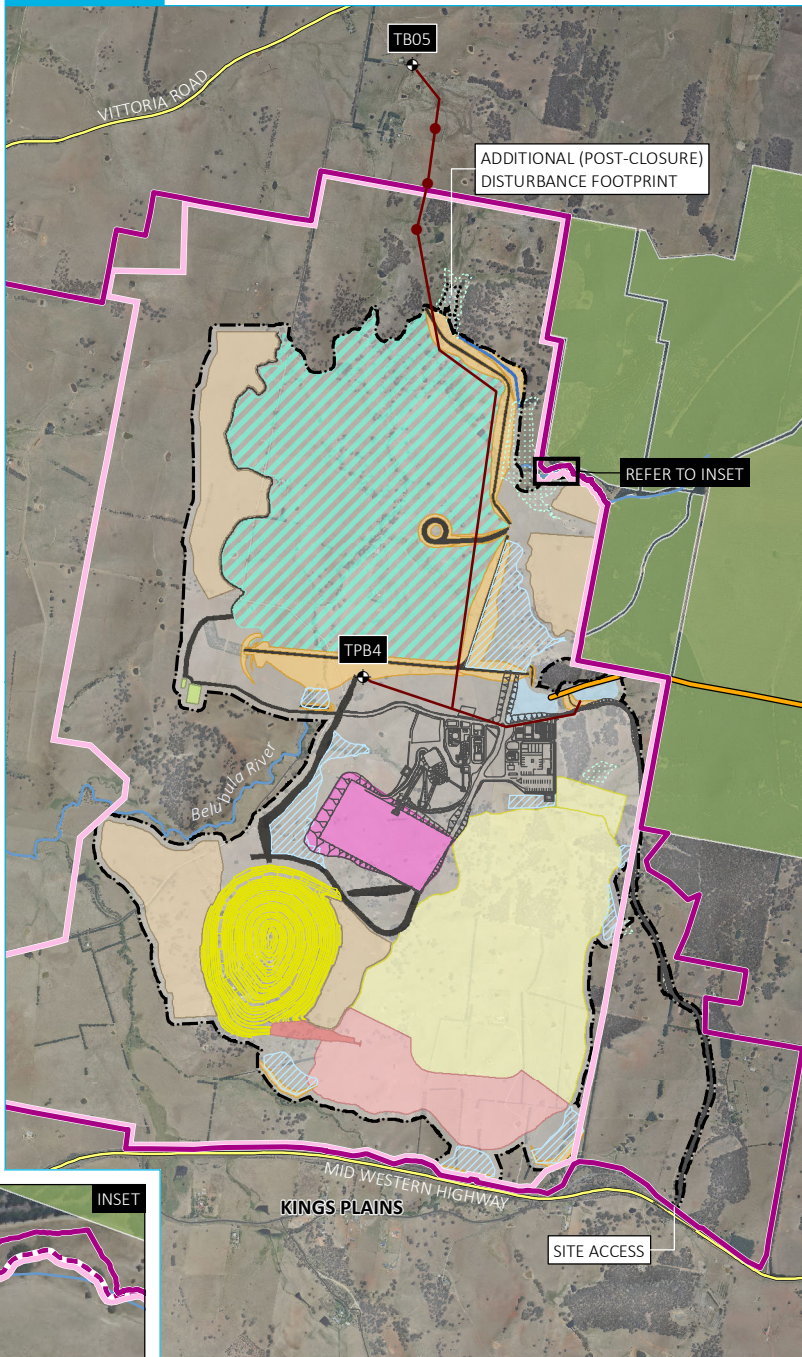 TB05
VITTORIA ROAD
ADDITIONAL (POST-CLOSURE)
DISTURBANCE FOOTPRINT
REFER TO INSET
TPB4
Belubula River
MID WESTERN HIGHWAY
KINGS PLAINS
INSET
SITE ACCESS